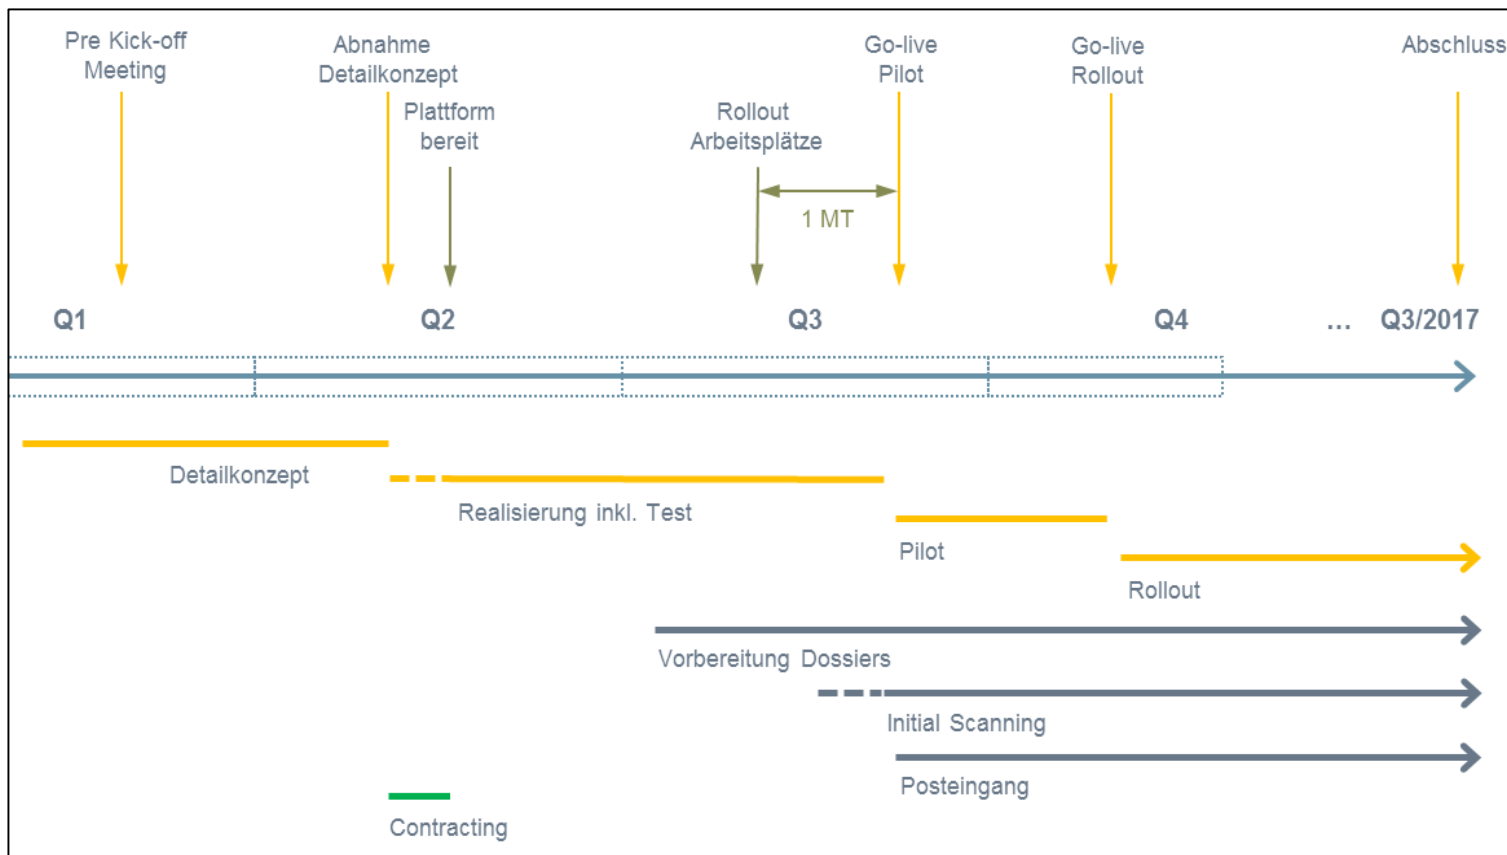 Pre Kick-off
Meeting
Abnahme
Detailkonzept
Plattform
bereit
Rollout
Arbeitsplätze
1 MT
Go-live
Pilot
Go-live
Rollout
Abschluss
Q1
Q2
Q3
Q4
...
Q3/2017
Detailkonzept
Realisierung inkl. Test
Pilot
Rollout
Vorbereitung Dossiers
Initial Scanning
Posteingang
Contracting